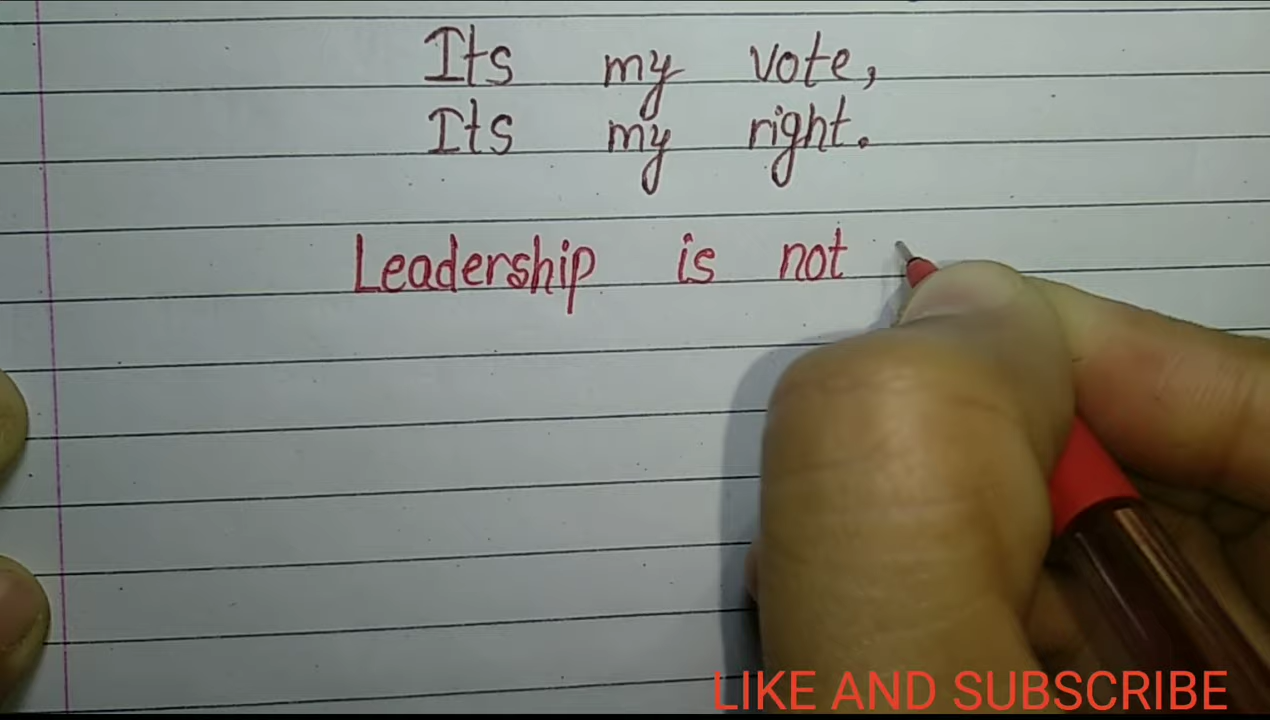 Its my vote,
Its my right.
Leadership is not
LIKE AND SUBSCRIBE